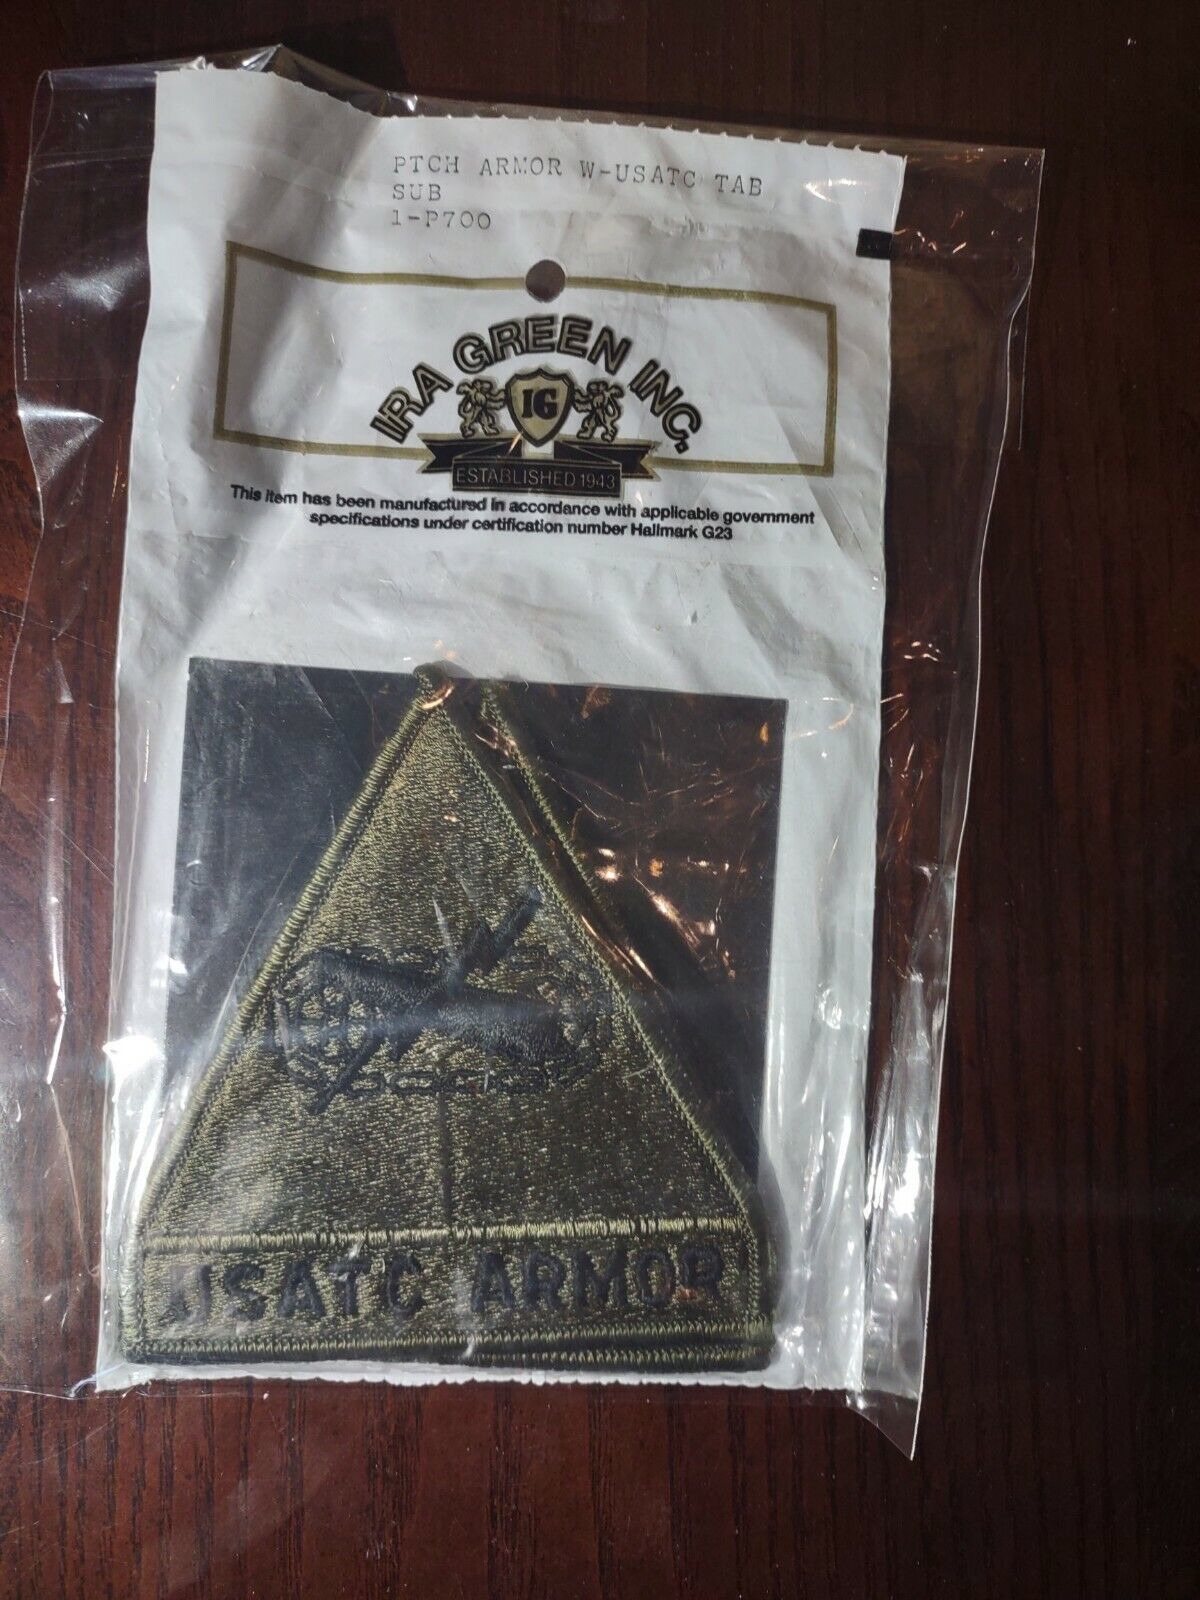 PTCH ARMOR W-USATC TAB
SUB
1-P700
IRA GREEN INC.
IG
ESTABLISHED 1943
This item has been manufactured in accordance with applicable government
specifications under certification number Hallmark G23
USATC ARMOR